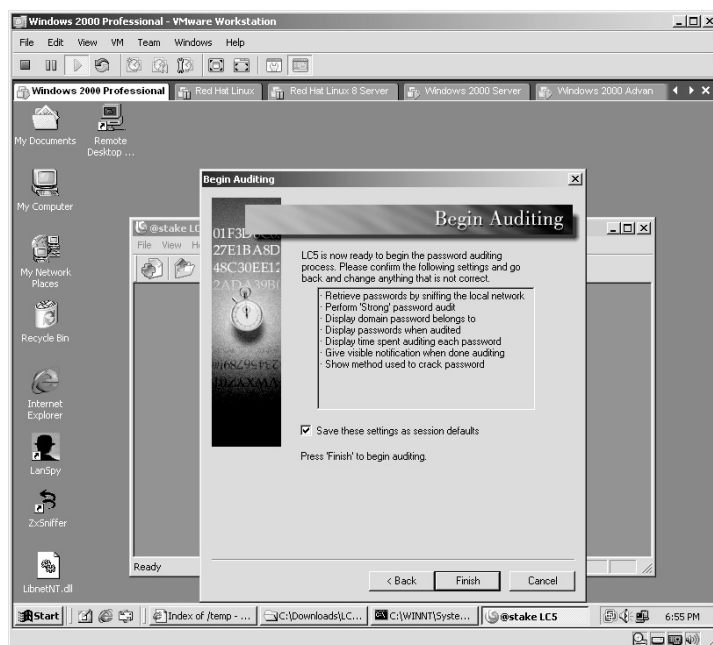 Windows 2000 Professional - VMware Workstation
File Edit View VM Team Windows Help
Windows 2000 Professional Red Hat Linux Red Hat Linux 8 Server Windows 2000 Server Windows 2000 Advan
My Documents
Remote
Desktop ...
My Computer
My Network
Places
Recycle Bin
Internet
Explorer
LanSpy
ZxSniffer
LibnetNT.dll
@stake LC
File View H
Ready
Begin Auditing
Begin Auditing
27E1BA8D
48C30EE12
LC5 is now ready to begin the password auditing
process. Please confirm the following settings and go
back and change anything that is not correct.
· Retrieve passwords by sniffing the local network
· Perform 'Strong' password audit
· Display domain password belongs to
· Display passwords when audited
· Display time spent auditing each password
· Give visible notification when done auditing
· Show method used to crack password
Save these settings as session defaults
Press 'Finish' to begin auditing.
< Back Finish Cancel
Start Index of /temp - ... C:\Downloads\LC... C:\WINNT\Syste... @stake LC5 6:55 PM